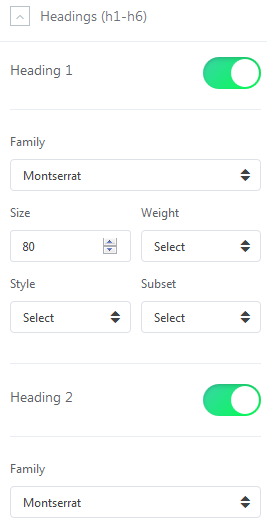 Headings (h1-h6)
Heading 1
Family
Montserrat
Size Weight
80 Select
Style Subset
Select Select
Heading 2
Family
Montserrat